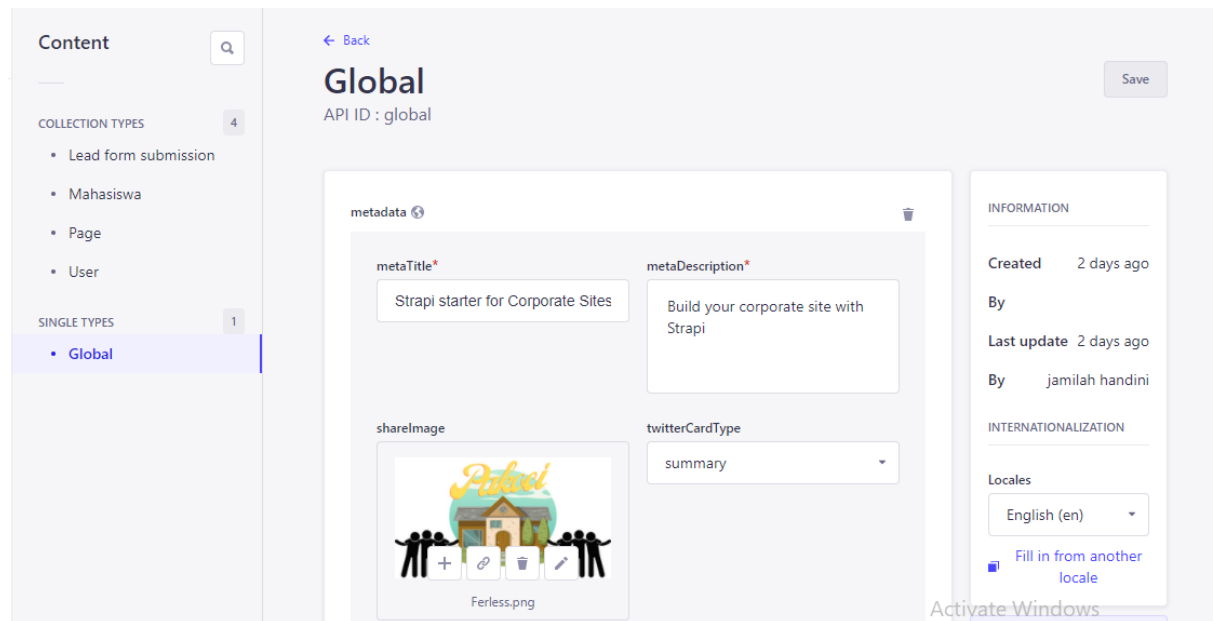 Content
COLLECTION TYPES 4
Lead form submission
Mahasiswa
Page
User
SINGLE TYPES 1
Global
Back
Global
API ID : global
Save
metadata
metaTitle*
Strapi starter for Corporate Sites
metaDescription*
Build your corporate site with
Strapi
shareImage
Ferless.png
twitterCardType
summary
INFORMATION
Created 2 days ago
By
Last update 2 days ago
By jamilah handini
INTERNATIONALIZATION
Locales
English (en)
Fill in from another
locale
Activate Windows